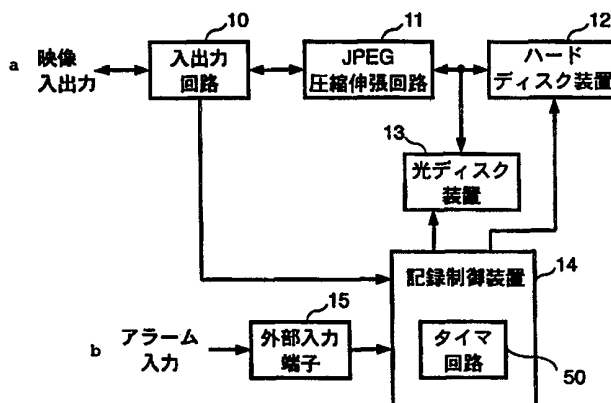 10
11
12
a
映像
入出力
入出力
回路
JPEG
圧縮伸張回路
ハード
ディスク装置
13
光ディスク
装置
14
記録制御装置
15
b
アラーム
入力
外部入力
端子
タイマ
回路
50